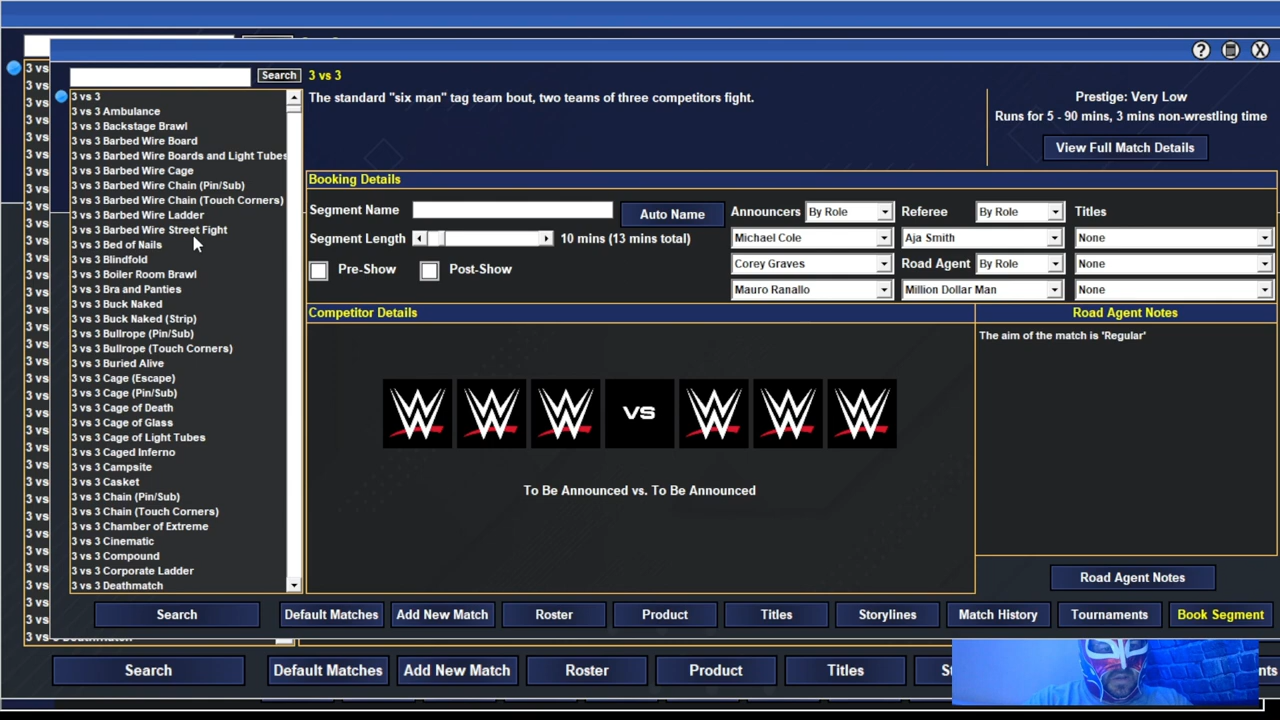 Search
3 vs 3
The standard "six man" tag team bout, two teams of three competitors fight.
Prestige: Very Low
Runs for 5 - 90 mins, 3 mins non-wrestling time
View Full Match Details
3 vs 3
3 vs 3 Ambulance
3 vs 3 Backstage Brawl
3 vs 3 Barbed Wire Board
3 vs 3 Barbed Wire Boards and Light Tubes
3 vs 3 Barbed Wire Cage
3 vs 3 Barbed Wire Chain (Pin/Sub)
3 vs 3 Barbed Wire Chain (Touch Corners)
3 vs 3 Barbed Wire Ladder
3 vs 3 Barbed Wire Street Fight
3 vs 3 Bed of Nails
3 vs 3 Blindfold
3 vs 3 Boiler Room Brawl
3 vs 3 Bra and Panties
3 vs 3 Buck Naked
3 vs 3 Buck Naked (Strip)
3 vs 3 Bullrope (Pin/Sub)
3 vs 3 Bullrope (Touch Corners)
3 vs 3 Buried Alive
3 vs 3 Cage (Escape)
3 vs 3 Cage (Pin/Sub)
3 vs 3 Cage of Death
3 vs 3 Cage of Glass
3 vs 3 Cage of Light Tubes
3 vs 3 Caged Inferno
3 vs 3 Campsite
3 vs 3 Casket
3 vs 3 Chain (Pin/Sub)
3 vs 3 Chain (Touch Corners)
3 vs 3 Chamber of Extreme
3 vs 3 Cinematic
3 vs 3 Compound
3 vs 3 Corporate Ladder
3 vs 3 Deathmatch
Booking Details
Segment Name
Auto Name
Segment Length
10 mins (13 mins total)
Pre-Show
Post-Show
Announcers By Role
Michael Cole
Corey Graves
Mauro Ranallo
Referee By Role
Aja Smith
Road Agent By Role
Million Dollar Man
Titles
None
None
None
Competitor Details
VS
To Be Announced vs. To Be Announced
Road Agent Notes
The aim of the match is 'Regular'
Road Agent Notes
Search Default Matches Add New Match Roster Product Titles Storylines Match History Tournaments Book Segment
Search Default Matches Add New Match Roster Product Titles